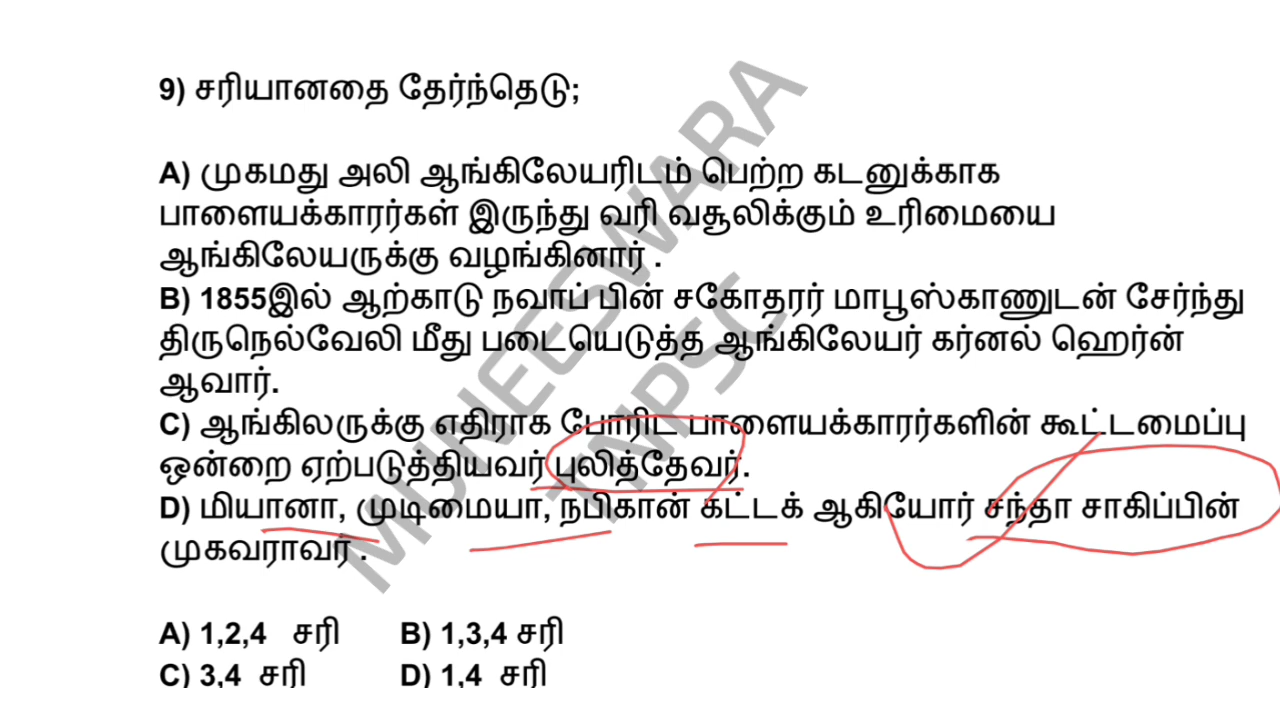 9) சரியானதை தேர்ந்தெடு;
A) முகமது அலி ஆங்கிலேயரிடம் பெற்ற கடனுக்காக
பாளையக்காரர்கள் இருந்து வரி வசூலிக்கும் உரிமையை
ஆங்கிலேயருக்கு வழங்கினார் .
B) 1855இல் ஆற்காடு நவாப் பின் சகோதரர் மாபூஸ்காணுடன் சேர்ந்து
திருநெல்வேலி மீது படையெடுத்த ஆங்கிலேயர் கர்னல் ஹெர்ன்
ஆவார்.
C) ஆங்கிலருக்கு எதிராக போரிட பாளையக்காரர்களின் கூட்டமைப்பு
ஒன்றை ஏற்படுத்தியவர் புலித்தேவர்.
D) மியானா, முடிமையா, நபிகான் கட்டக் ஆகியோர் சந்தா சாகிப்பின்
முகவராவர் .
A) 1,2,4 சரி B) 1,3,4 சரி
C) 3,4 சரி D) 1,4 சரி
MUNEESWARA
TNPSC